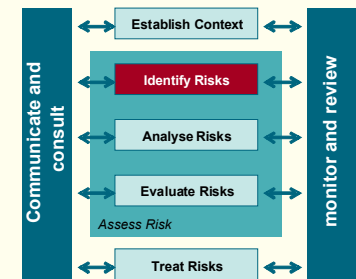 Establish Context
Communicate and
consult
Identify Risks
Analyse Risks
Evaluate Risks
Assess Risk
Treat Risks
monitor and review